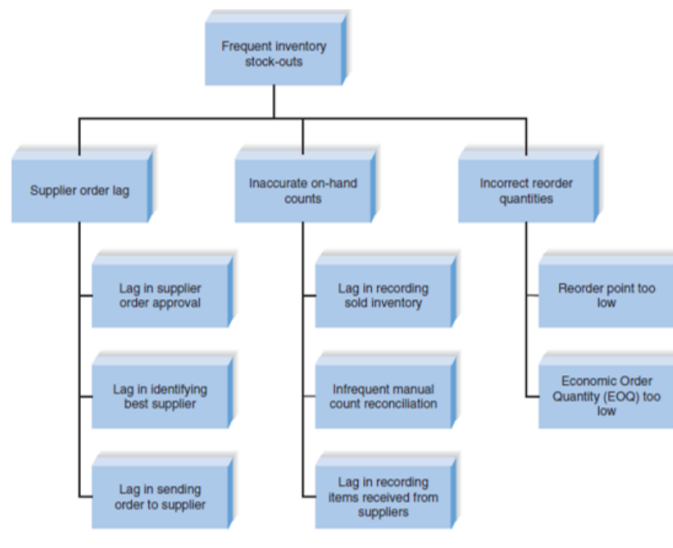 Frequent inventory
stock-outs
Supplier order lag
Inaccurate on-hand
counts
Incorrect reorder
quantities
Lag in supplier
order approval
Lag in recording
sold inventory
Reorder point too
low
Lag in identifying
best supplier
Infrequent manual
count reconciliation
Economic Order
Quantity (EOQ) too
low
Lag in sending
order to supplier
Lag in recording
items received from
suppliers